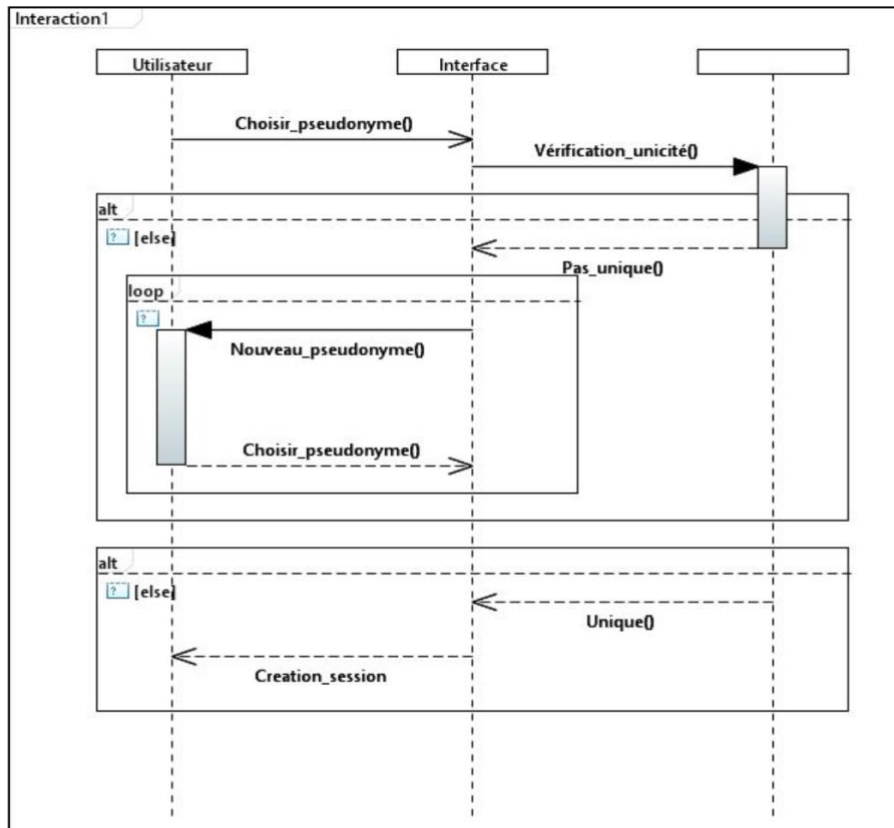 Interaction1
Utilisateur
Interface
Choisir_pseudonyme()
Vérification_unicité()
alt
? [else]
Pas_unique()
loop
?
Nouveau_pseudonyme()
Choisir_pseudonyme()
alt
? [else]
Unique()
Creation_session